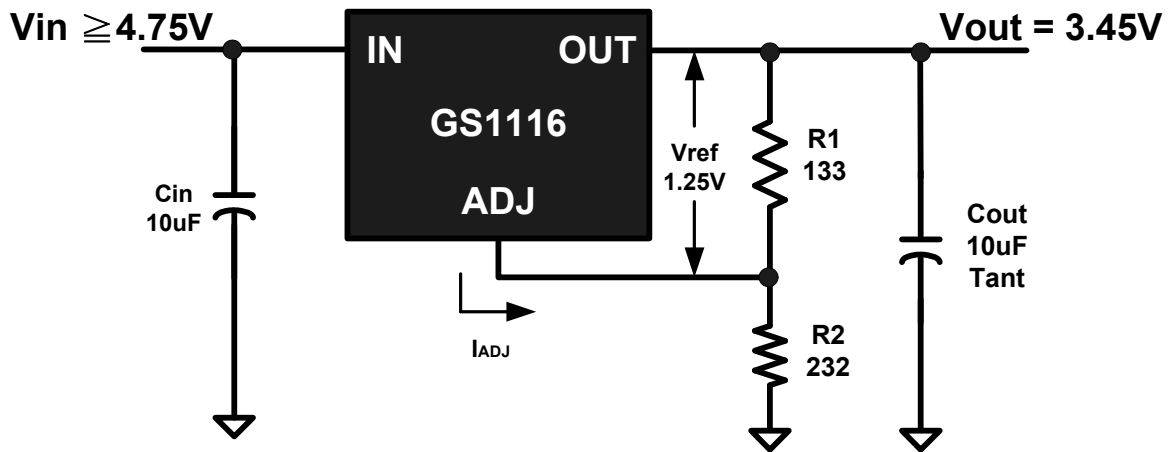 Vin ≧4.75V
Vout = 3.45V
IN
OUT
GS1116
ADJ
Vref
1.25V
R1
133
Cin
10uF
Cout
10uF
Tant
IADJ
R2
232